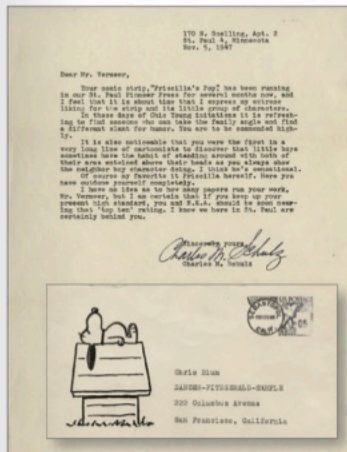 170 N. Snelling, Apt. 2
St. Paul 4, Minnesota
Nov. 5, 1947
Dear Mr. Vermeer,
Your comic strip, "Priscilla's Pop," has been running
in our St. Paul Pioneer Press for several months now, and
I feel that it is about time that I express my extreme
liking for the strip and its little group of characters.
In these days of Chic Young imitations it is refresh-
ing to find someone who can take the family angle and find
a different slant for humor. You are to be commended high-
ly.
It is also noticeable that you were the first in a
very long line of cartoonists to discover that little boys
sometimes have the habit of standing around with both of
their arms extended above their heads as you always show
the neighbor boy character doing. I think he's sensational.
Of course my favorite is Priscilla herself. Here you
have outdone yourself completely.
I have no idea as to how many papers run your work,
Mr. Vermeer, but I am certain that if you keep up your
present high standard, you and N.E.A. should be soon near-
ing that "top ten" rating. I know we here in St. Paul are
certainly behind you.
Sincerely yours,
Charles M. Schulz
Charles M. Schulz
U.S. POSTAGE
CALIF.
Chris Blum
DANCER-FITZGERALD-SAMPLE
222 Columbus Avenue
San Francisco, California